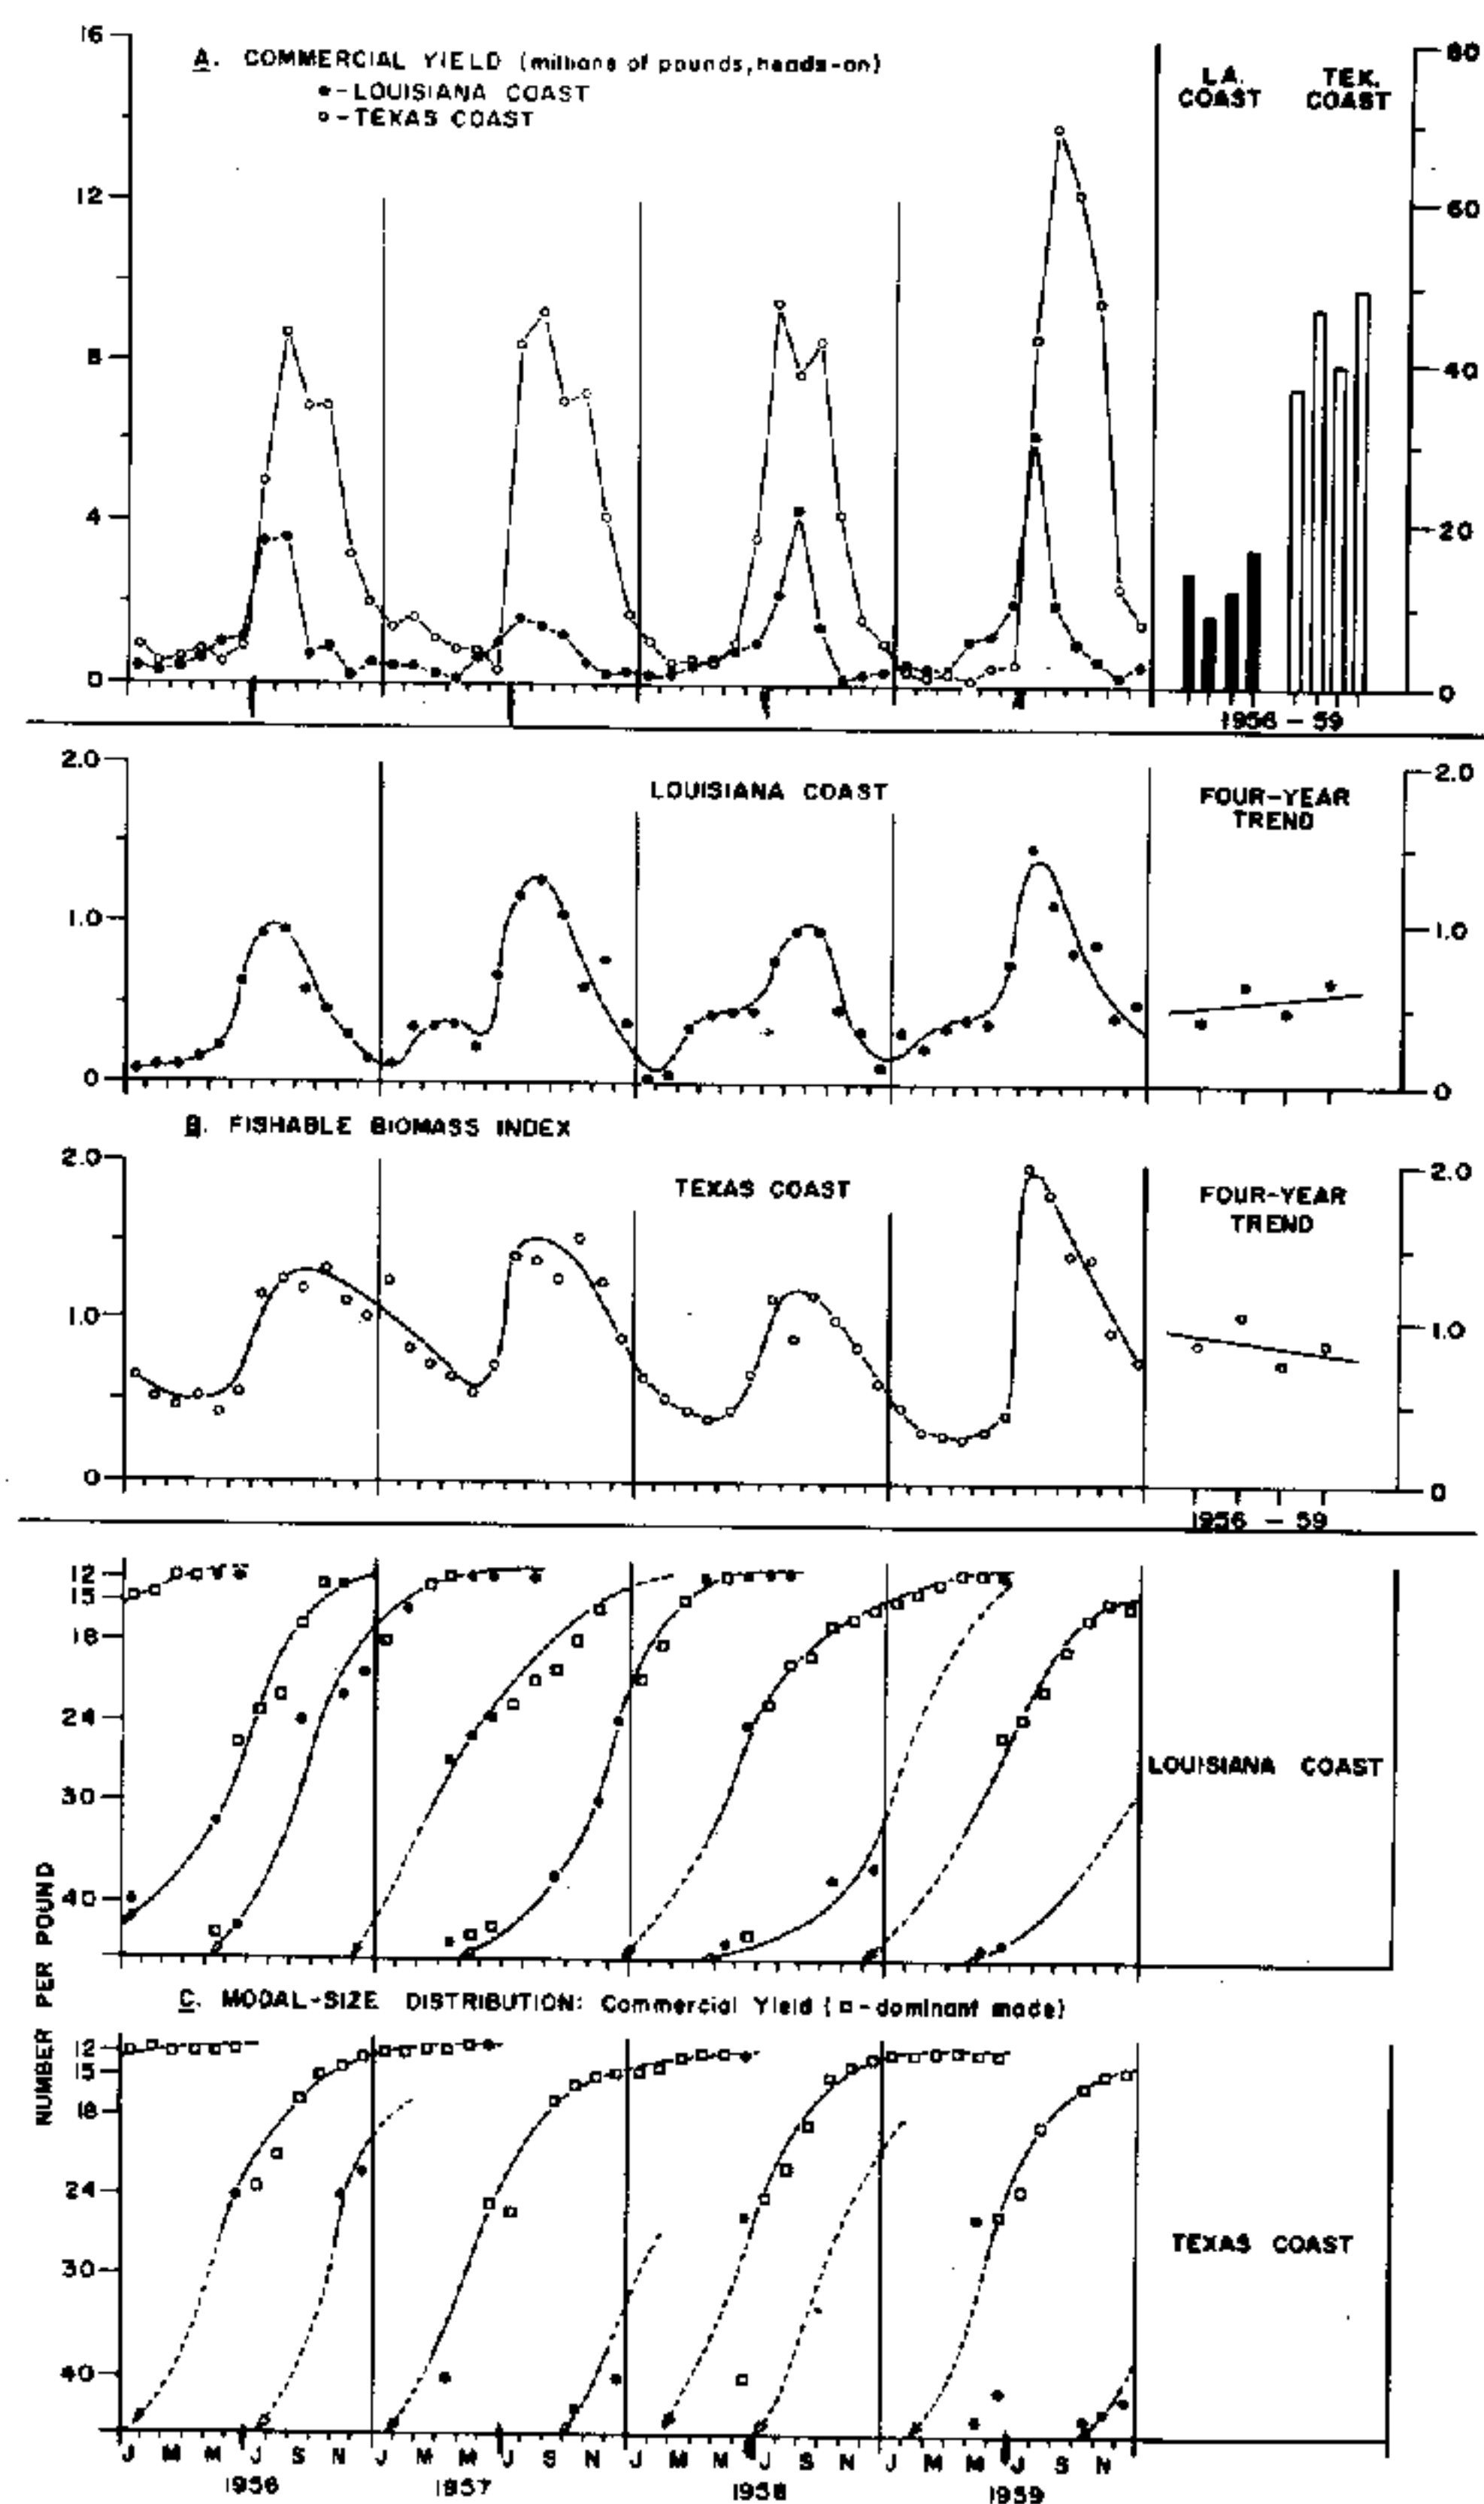 16
A. COMMERCIAL YIELD (millions of pounds, heads-on)
●-LOUISIANA COAST
○-TEXAS COAST
12
8
4
0
LA. COAST
TEX. COAST
80
60
40
20
0
1956 - 59
2.0
1.0
0
LOUISIANA COAST
FOUR-YEAR
TREND
2.0
1.0
0
B. FISHABLE BIOMASS INDEX
2.0
1.0
0
TEXAS COAST
FOUR-YEAR
TREND
2.0
1.0
0
1956 - 59
12
15
18
24
30
40
LOUISIANA COAST
NUMBER PER POUND
C. MODAL-SIZE DISTRIBUTION: Commercial Yield (□-dominant mode)
12
15
18
24
30
40
TEXAS COAST
J M M J S N J M M J S N J M M J S N J M M J S N
1956 1957 1958 1959